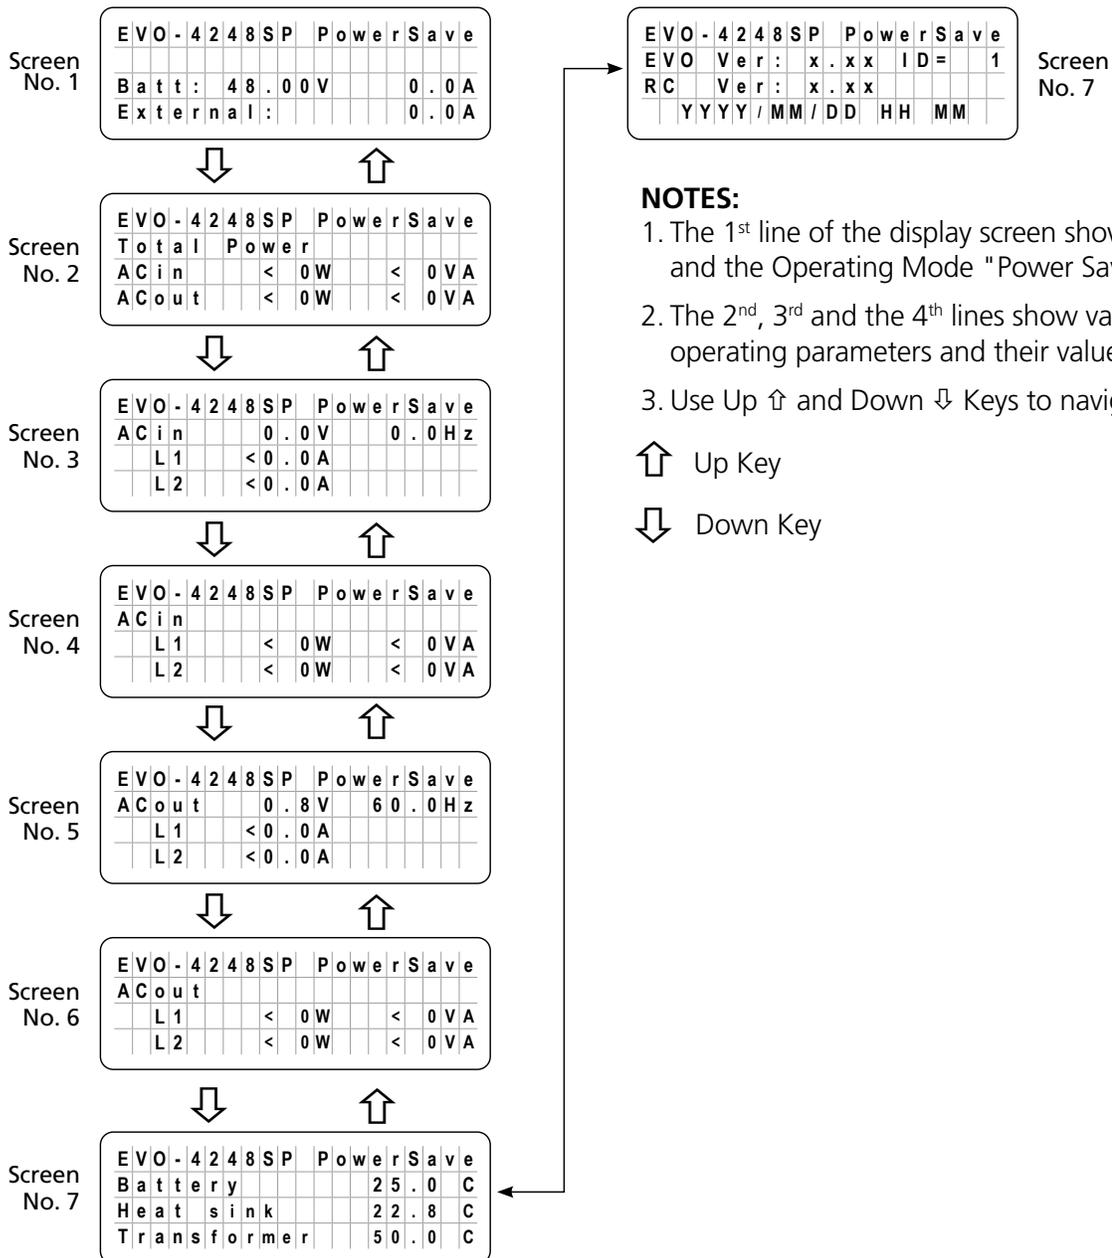 Screen
No. 1
EVO-4248SP PowerSave
Batt: 48.00V 0.0A
External: 0.0A
Screen
No. 2
EVO-4248SP PowerSave
Total Power
ACin < 0W < 0VA
ACout < 0W < 0VA
Screen
No. 3
EVO-4248SP PowerSave
ACin 0.0V 0.0Hz
L1 <0.0A
L2 <0.0A
Screen
No. 4
EVO-4248SP PowerSave
ACin
L1 < 0W < 0VA
L2 < 0W < 0VA
Screen
No. 5
EVO-4248SP PowerSave
ACout 0.8V 60.0Hz
L1 <0.0A
L2 <0.0A
Screen
No. 6
EVO-4248SP PowerSave
ACout
L1 < 0W < 0VA
L2 < 0W < 0VA
Screen
No. 7
EVO-4248SP PowerSave
Battery 25.0 C
Heat sink 22.8 C
Transformer 50.0 C
EVO-4248SP PowerSave
EVO Ver: x.xx ID= 1
RC Ver: x.xx
YYYY/MM/DD HH MM
Screen
No. 7
NOTES:
1. The 1st line of the display screen show
and the Operating Mode "Power Sa
2. The 2nd, 3rd and the 4th lines show va
operating parameters and their value
3. Use Up ⇧ and Down ⇩ Keys to navig
⇧ Up Key
⇩ Down Key